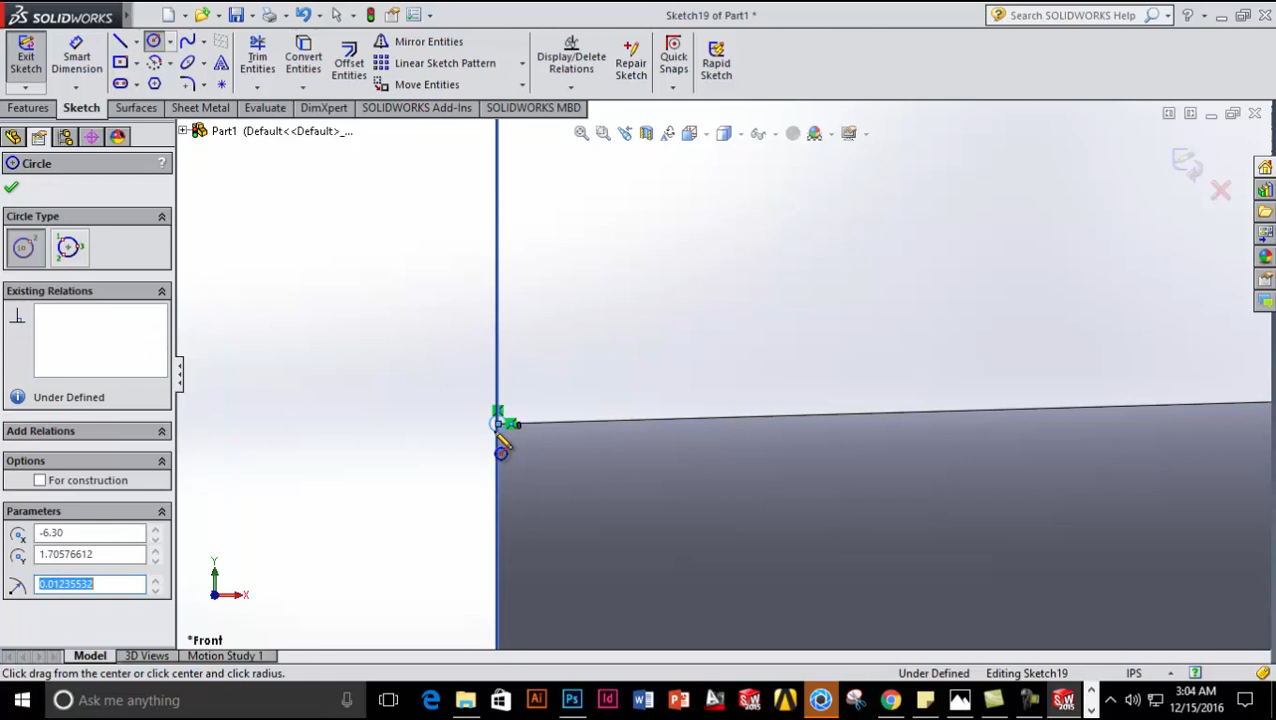 SOLIDWORKS
Sketch19 of Part1 *
Search SOLIDWORKS Help
?
Exit Sketch
Smart Dimension
Trim Entities
Convert Entities
Offset Entities
Mirror Entities
Linear Sketch Pattern
Move Entities
Display/Delete Relations
Repair Sketch
Quick Snaps
Rapid Sketch
Features
Sketch
Surfaces
Sheet Metal
Evaluate
DimXpert
SOLIDWORKS Add-Ins
SOLIDWORKS MBD
Part1 (Default<<Default>_...
Circle
?
Circle Type
Existing Relations
Under Defined
Add Relations
Options
For construction
Parameters
-6.30
1.70576612
0.01235532
Y
X
*Front
Model
3D Views
Motion Study 1
Click drag from the center or click center and click radius.
Under Defined
Editing Sketch19
IPS
Ask me anything
3:04 AM
12/15/2016